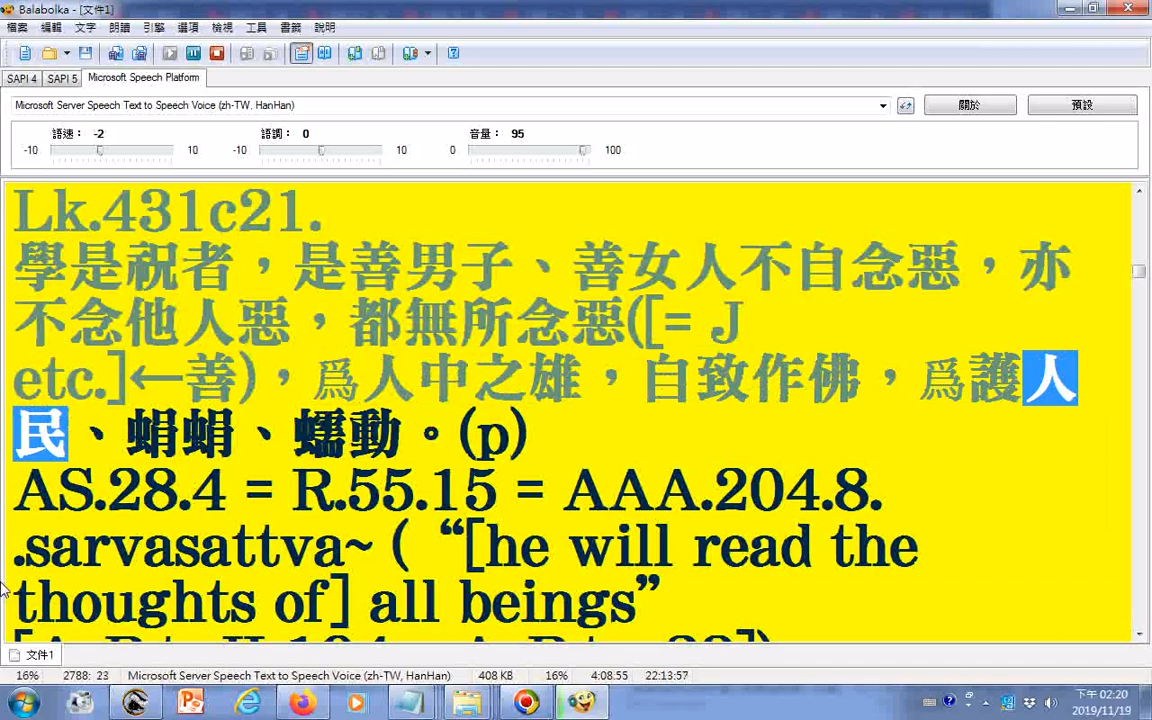 Balabolka - [文件1]
檔案 編輯 文字 朗讀 引擎 選項 檢視 工具 書籤 說明
SAPI 4 SAPI 5 Microsoft Speech Platform
Microsoft Server Speech Text to Speech Voice (zh-TW, HanHan) 關於 預設
語速： -2 語調： 0 音量： 95
-10 10 -10 10 0 100
Lk.431c21.
學是祝者，是善男子、善女人不自念惡，亦
不念他人惡，都無所念惡([= J
etc.]←善)，爲人中之雄，自致作佛，爲護人
民、蜎蜎、蠕動。(p)
AS.28.4 = R.55.15 = AAA.204.8.
.sarvasattva~ ( “[he will read the
thoughts of] all beings”
文件1
16% 2788: 23 Microsoft Server Speech Text to Speech Voice (zh-TW, HanHan) 408 KB 16% 4:08:55 22:13:57
下午 02:20
2019/11/19